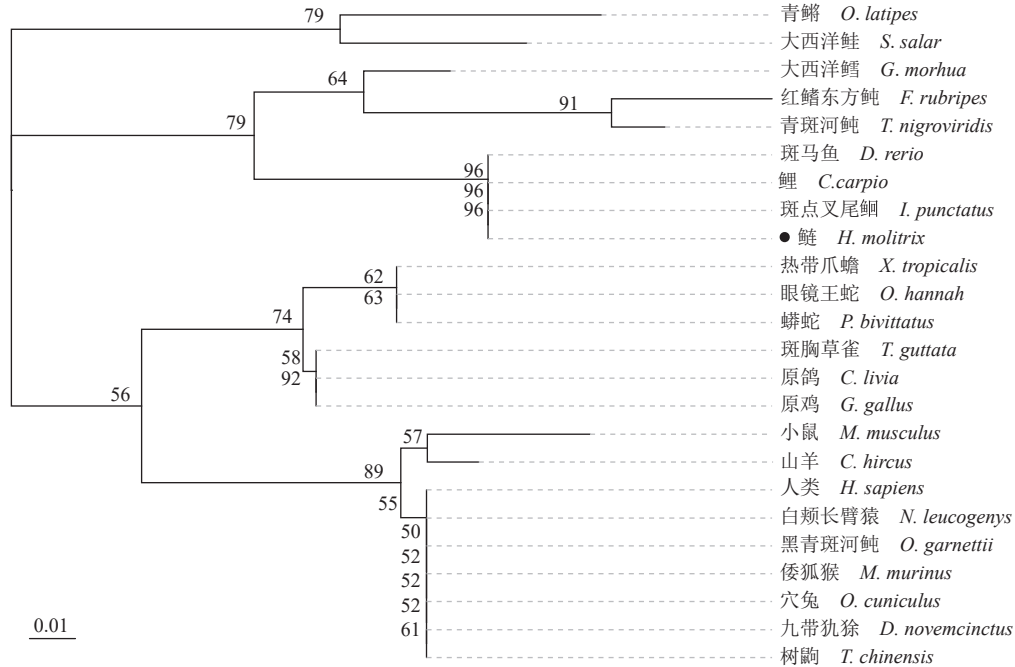 79
青鳉 O. latipes
大西洋鲑 S. salar
64
大西洋鳕 G. morhua
91
红鳍东方鲀 F. rubripes
79
青斑河鲀 T. nigroviridis
斑马鱼 D. rerio
96
鲤 C.carpio
96
96
斑点叉尾鮰 I. punctatus
● 鲢 H. molitrix
热带爪蟾 X. tropicalis
62
63
眼镜王蛇 O. hannah
74
蟒蛇 P. bivittatus
58
斑胸草雀 T. guttata
92
原鸽 C. livia
56
原鸡 G. gallus
57
小鼠 M. musculus
89
山羊 C. hircus
55
人类 H. sapiens
50
白颊长臂猿 N. leucogenys
52
黑青斑河鲀 O. garnettii
52
倭狐猴 M. murinus
52
穴兔 O. cuniculus
0.01
61
九带犰狳 D. novemcinctus
树鼩 T. chinensis